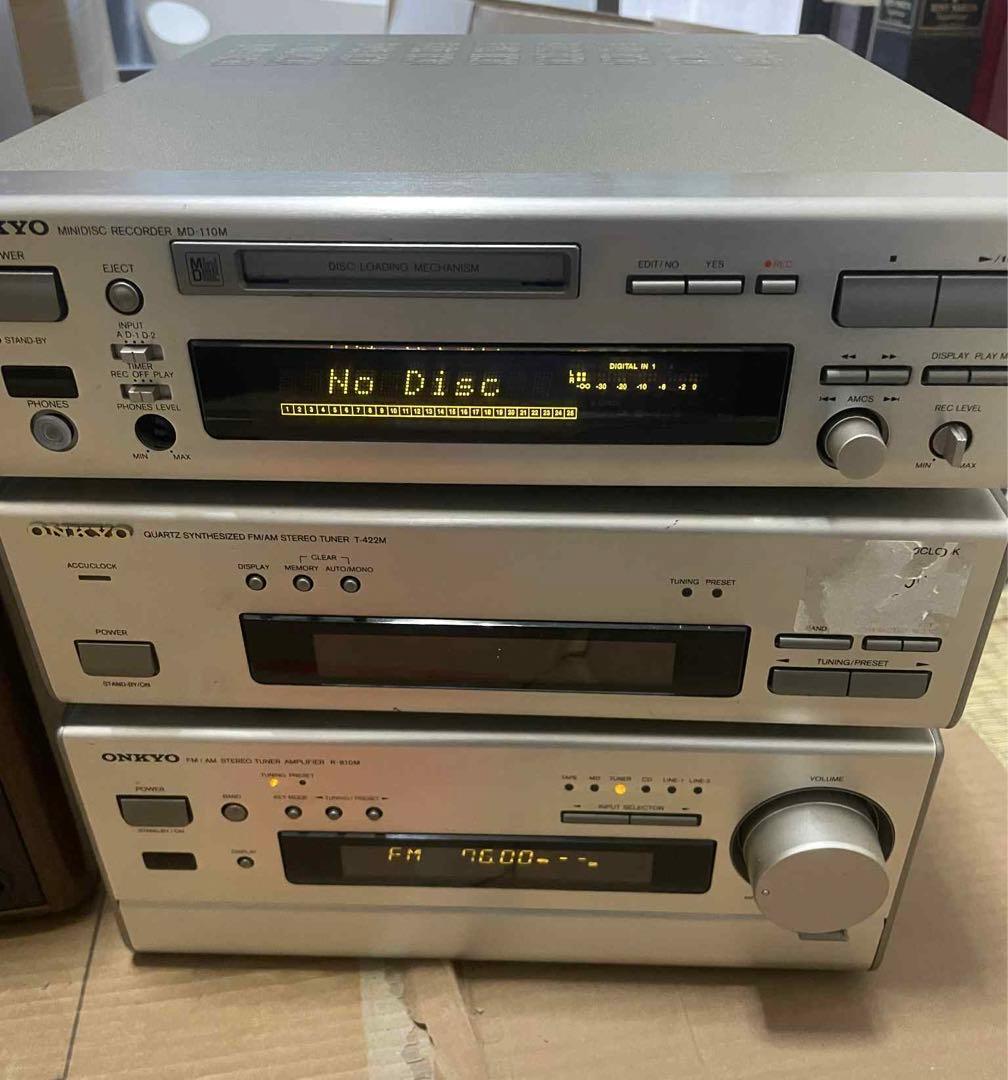 KYO MINIDISC RECORDER MD-110M
WER
EJECT
DISC LOADING MECHANISM
EDIT/NO YES ●REC
■ ►/II
STAND-BY
INPUT
A D-1 D-2
TIMER
REC OFF PLAY
PHONES
PHONES LEVEL
MIN MAX
No Disc
DIGITAL IN 1
L
R
-∞ -30 -20 -10 -6 -2 0
1 2 3 4 5 6 7 8 9 10 11 12 13 14 15 16 17 18 19 20 21 22 23 24 25
◄◄ ►►
DISPLAY PLAY M
I◄◄ AMCS ►►I
REC LEVEL
MIN MAX
ONKYO QUARTZ SYNTHESIZED FM/AM STEREO TUNER T-422M
ACCUCLOCK
CLEAR
DISPLAY MEMORY AUTO/MONO
TUNING PRESET
POWER
STAND-BY/ON
◄ TUNING/PRESET ►
ONKYO FM/AM STEREO TUNER AMPLIFIER R-810M
TUNING PRESET
POWER
STANDBY/ON
BAND
KEY MODE ◄ TUNING/PRESET ►
DISPLAY
TAPE MD TUNER CD LINE-1 LINE-2
INPUT SELECTOR
VOLUME
FM 76.00